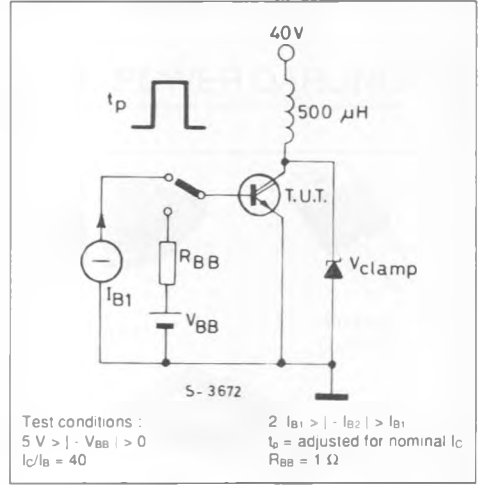 40V
tp
500 μH
T.U.T.
RBB
Vclamp
IB1
VBB
S-3672
Test conditions :
5 V > | - VBB | > 0
IC/IB = 40
2 IB1 > | - IB2 | > IB1
tp = adjusted for nominal IC
RBB = 1 Ω